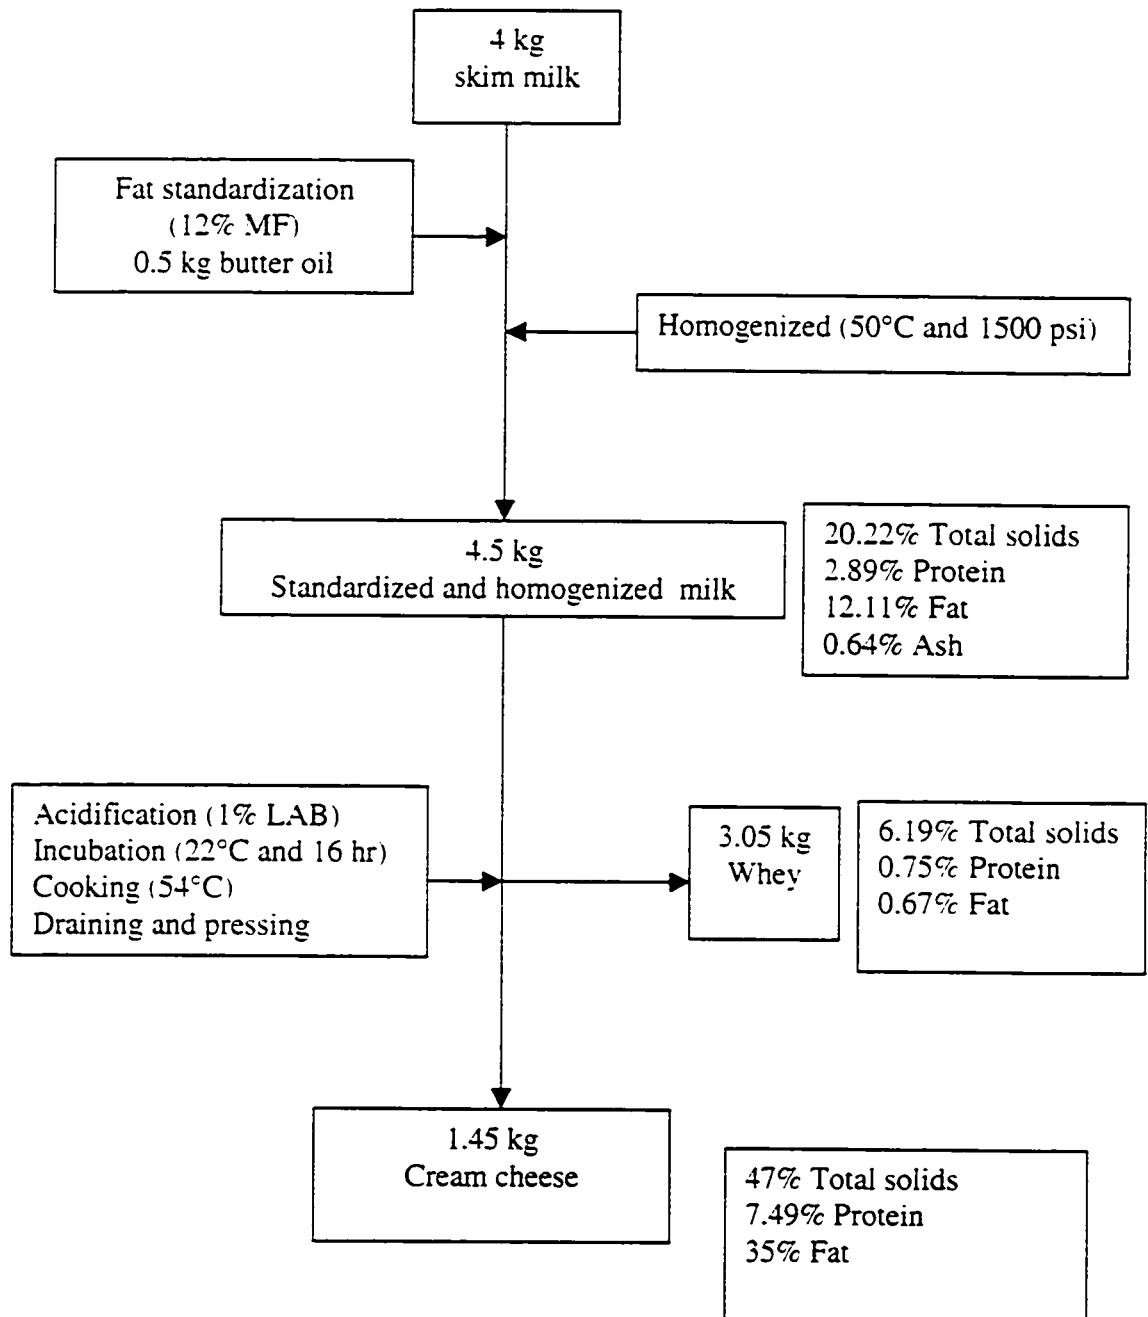 4 kg
skim milk
Fat standardization
(12% MF)
0.5 kg butter oil
Homogenized (50°C and 1500 psi)
4.5 kg
Standardized and homogenized milk
20.22% Total solids
2.89% Protein
12.11% Fat
0.64% Ash
Acidification (1% LAB)
Incubation (22°C and 16 hr)
Cooking (54°C)
Draining and pressing
3.05 kg
Whey
6.19% Total solids
0.75% Protein
0.67% Fat
1.45 kg
Cream cheese
47% Total solids
7.49% Protein
35% Fat